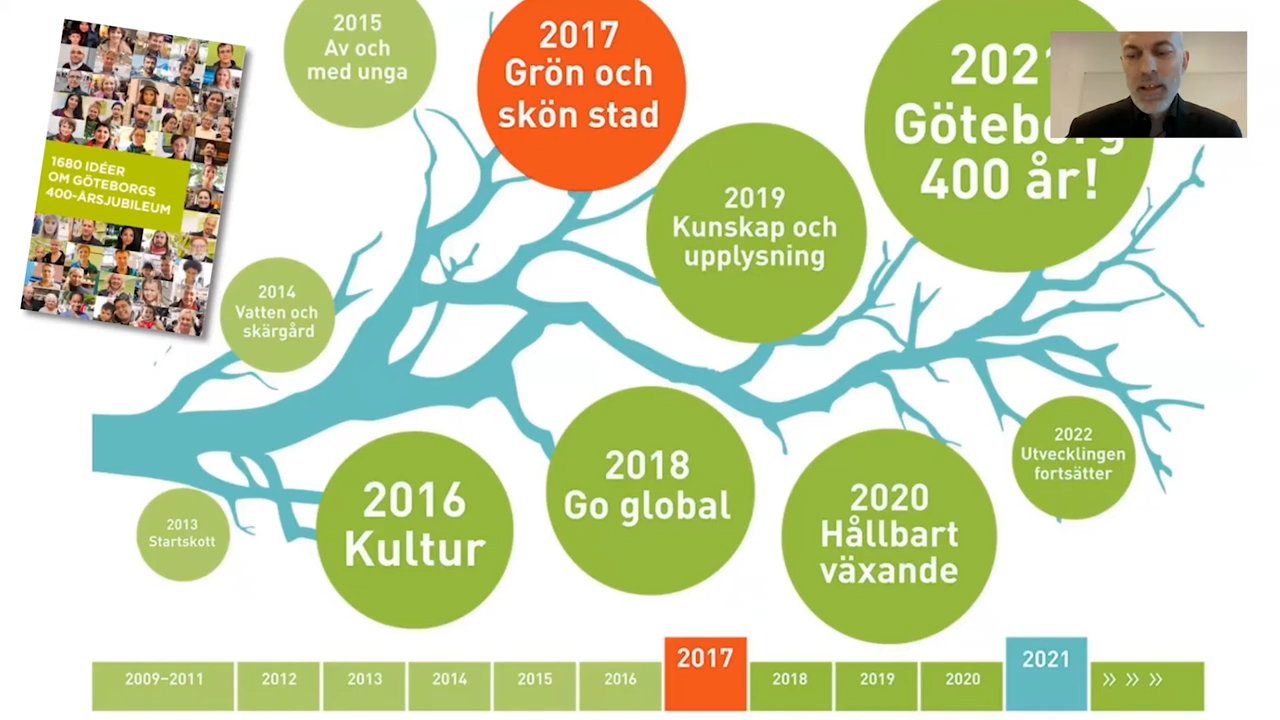 1680 IDÉER
OM GÖTEBORGS
400-ÅRSJUBILEUM
2015
Av och
med unga
2017
Grön och
skön stad
2021
Göteborg
400 år!
2019
Kunskap och
upplysning
2014
Vatten och
skärgård
2022
Utvecklingen
fortsätter
2018
Go global
2016
Kultur
2020
Hållbart
växande
2013
Startskott
2009–2011
2012
2013
2014
2015
2016
2017
2018
2019
2020
2021
»»»